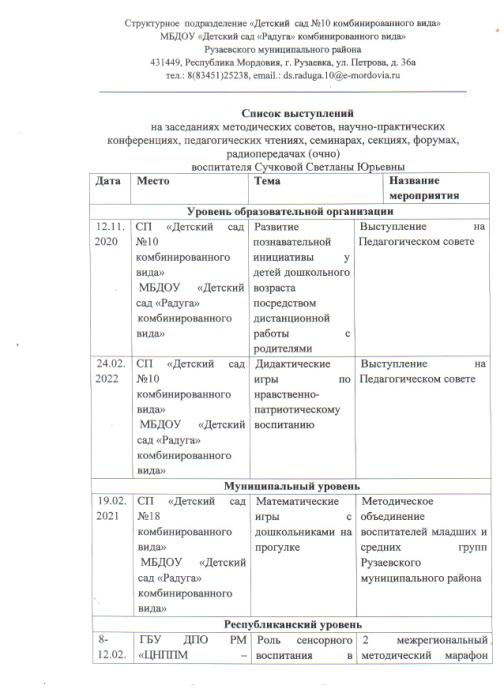 Структурное подразделение «Детский сад №10 комбинированного вида»
МБДОУ «Детский сад «Радуга» комбинированного вида»
Рузаевского муниципального района
431449, Республика Мордовия, г. Рузаевка, ул. Петрова, д. 36а
тел.: 8(83451)25238, email.: ds.raduga.10@e-mordovia.ru
Список выступлений
на заседаниях методических советов, научно-практических
конференциях, педагогических чтениях, семинарах, секциях, форумах,
радиопередачах (очно)
воспитателя Сучковой Светланы Юрьевны
Дата Место Тема Название
мероприятия
Уровень образовательной организации
12.11. СП «Детский сад Развитие Выступление на
2020 №10 познавательной Педагогическом совете
комбинированного инициативы у
вида» детей дошкольного
МБДОУ «Детский возраста
сад «Радуга» посредством
комбинированного дистанционной
вида» работы с
родителями
24.02. СП «Детский сад Дидактические Выступление на
2022 №10 игры по Педагогическом совете
комбинированного нравственно-
вида» патриотическому
МБДОУ «Детский воспитанию
сад «Радуга»
комбинированного
вида»
Муниципальный уровень
19.02. СП «Детский сад Математические Методическое
2021 №18 игры с объединение
комбинированного дошкольниками на воспитателей младших и
вида» прогулке средних групп
МБДОУ «Детский Рузаевского
сад «Радуга» муниципального района
комбинированного
вида»
Республиканский уровень
8- ГБУ ДПО РМ Роль сенсорного 2 межрегиональный
12.02. «ЦНППМ – воспитания в методический марафон